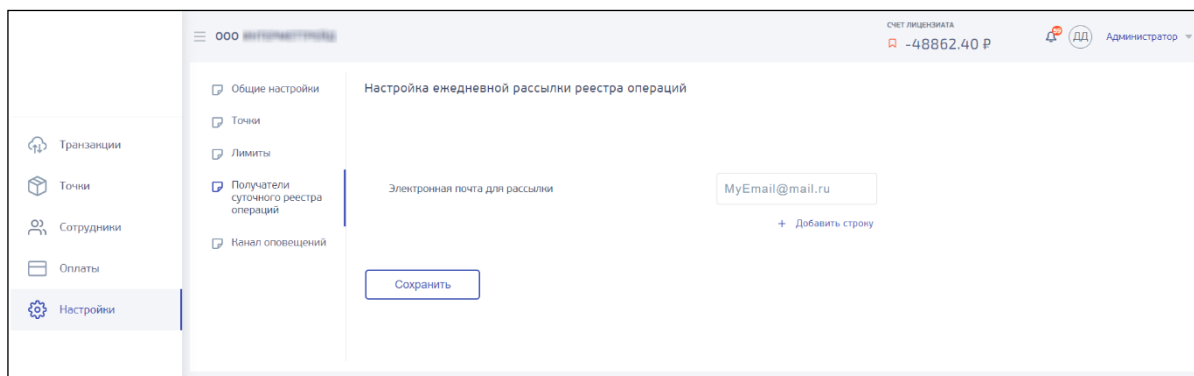 ООО
СЧЕТ ЛИЦЕНЗИАТА
-48862.40 ₽
ДД
Администратор
Транзакции
Точки
Сотрудники
Оплаты
Настройки
Общие настройки
Точки
Лимиты
Получатели
суточного реестра
операций
Канал оповещений
Настройка ежедневной рассылки реестра операций
Электронная почта для рассылки
MyEmail@mail.ru
+ Добавить строку
Сохранить